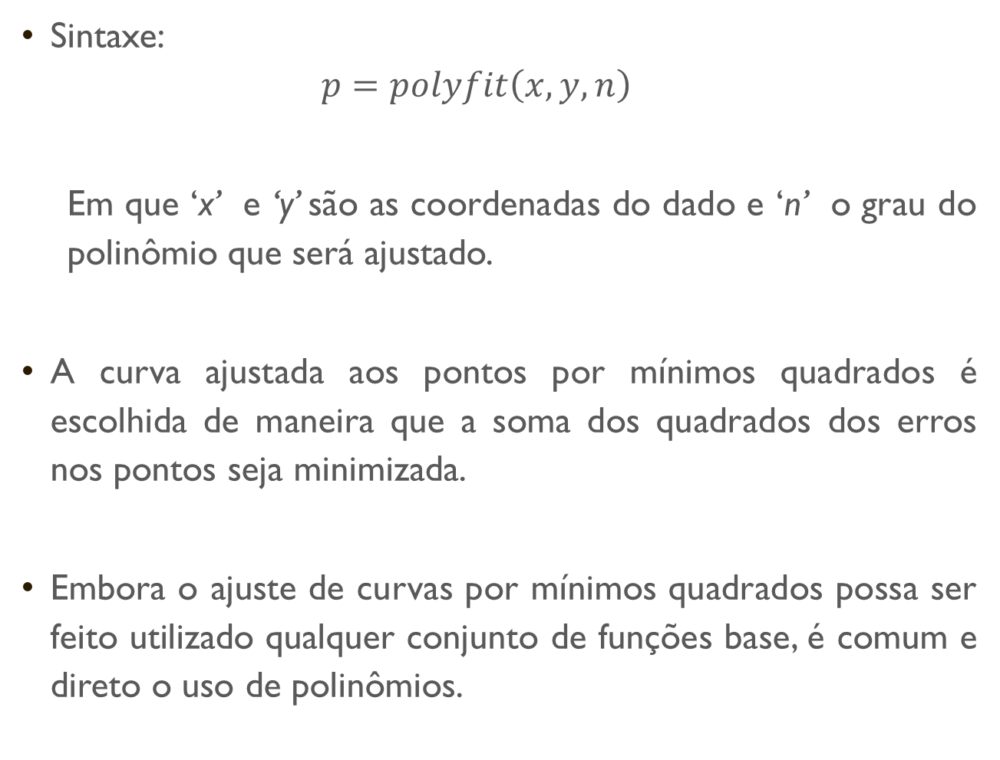 • Sintaxe:
p = polyfit(x, y, n)
Em que ‘x’ e ‘y’ são as coordenadas do dado e ‘n’ o grau do
polinômio que será ajustado.
• A curva ajustada aos pontos por mínimos quadrados é
escolhida de maneira que a soma dos quadrados dos erros
nos pontos seja minimizada.
• Embora o ajuste de curvas por mínimos quadrados possa ser
feito utilizado qualquer conjunto de funções base, é comum e
direto o uso de polinômios.